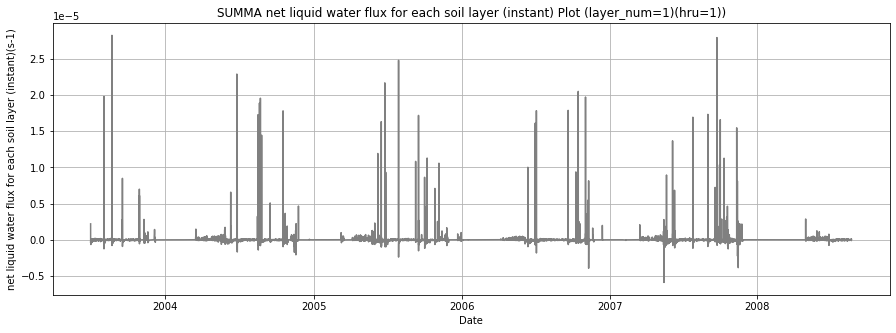 SUMMA net liquid water flux for each soil layer (instant) Plot (layer_num=1)(hru=1))
1e−5
net liquid water flux for each soil layer (instant)(s-1)
2.5
2.0
1.5
1.0
0.5
0.0
−0.5
2004 2005 2006 2007 2008
Date